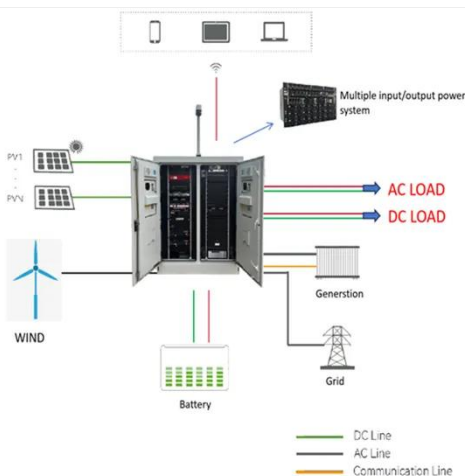 Multiple input/output power
system
PV1
PVN
AC LOAD
DC LOAD
WIND
Generstion
Grid
Battery
DC Line
AC Line
Communication Line